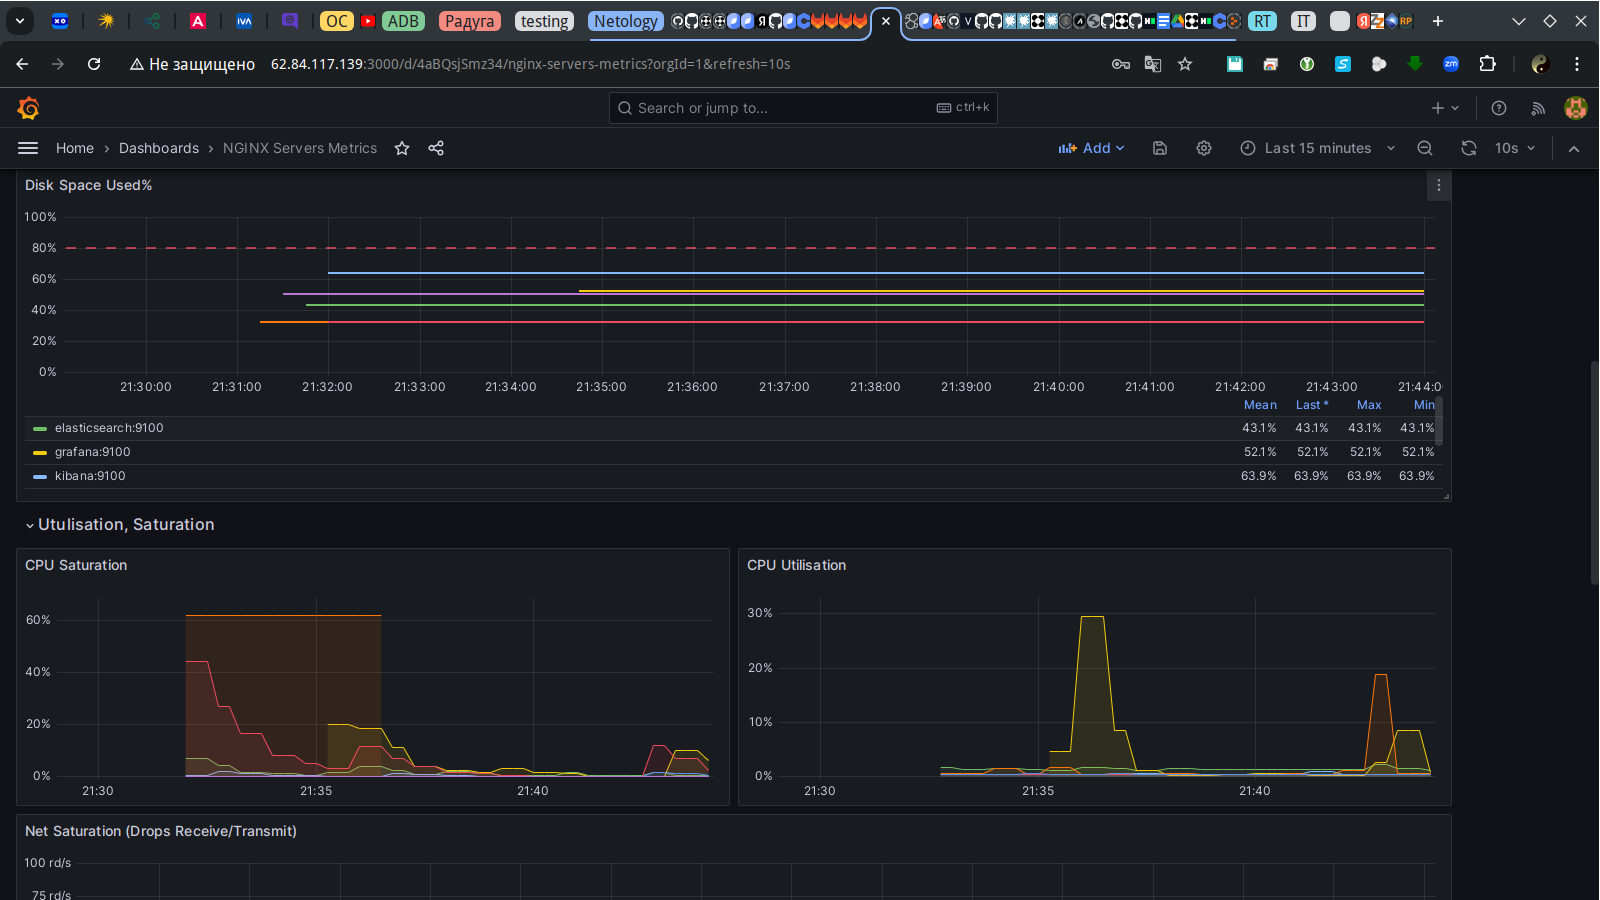 OC ADB Радуга testing Netology RT IT
Не защищено 62.84.117.139:3000/d/4aBQsjSmz34/nginx-servers-metrics?orgId=1&refresh=10s
Search or jump to... ctrl+k
Home › Dashboards › NGINX Servers Metrics Add Last 15 minutes 10s
Disk Space Used%
100%
80%
60%
40%
20%
0%
21:30:00 21:31:00 21:32:00 21:33:00 21:34:00 21:35:00 21:36:00 21:37:00 21:38:00 21:39:00 21:40:00 21:41:00 21:42:00 21:43:00 21:44:0
Mean Last * Max Min
elasticsearch:9100 43.1% 43.1% 43.1% 43.1%
grafana:9100 52.1% 52.1% 52.1% 52.1%
kibana:9100 63.9% 63.9% 63.9% 63.9%
Utulisation, Saturation
CPU Saturation
60%
40%
20%
0%
21:30 21:35 21:40
CPU Utilisation
30%
20%
10%
0%
21:30 21:35 21:40
Net Saturation (Drops Receive/Transmit)
100 rd/s
75 rd/s